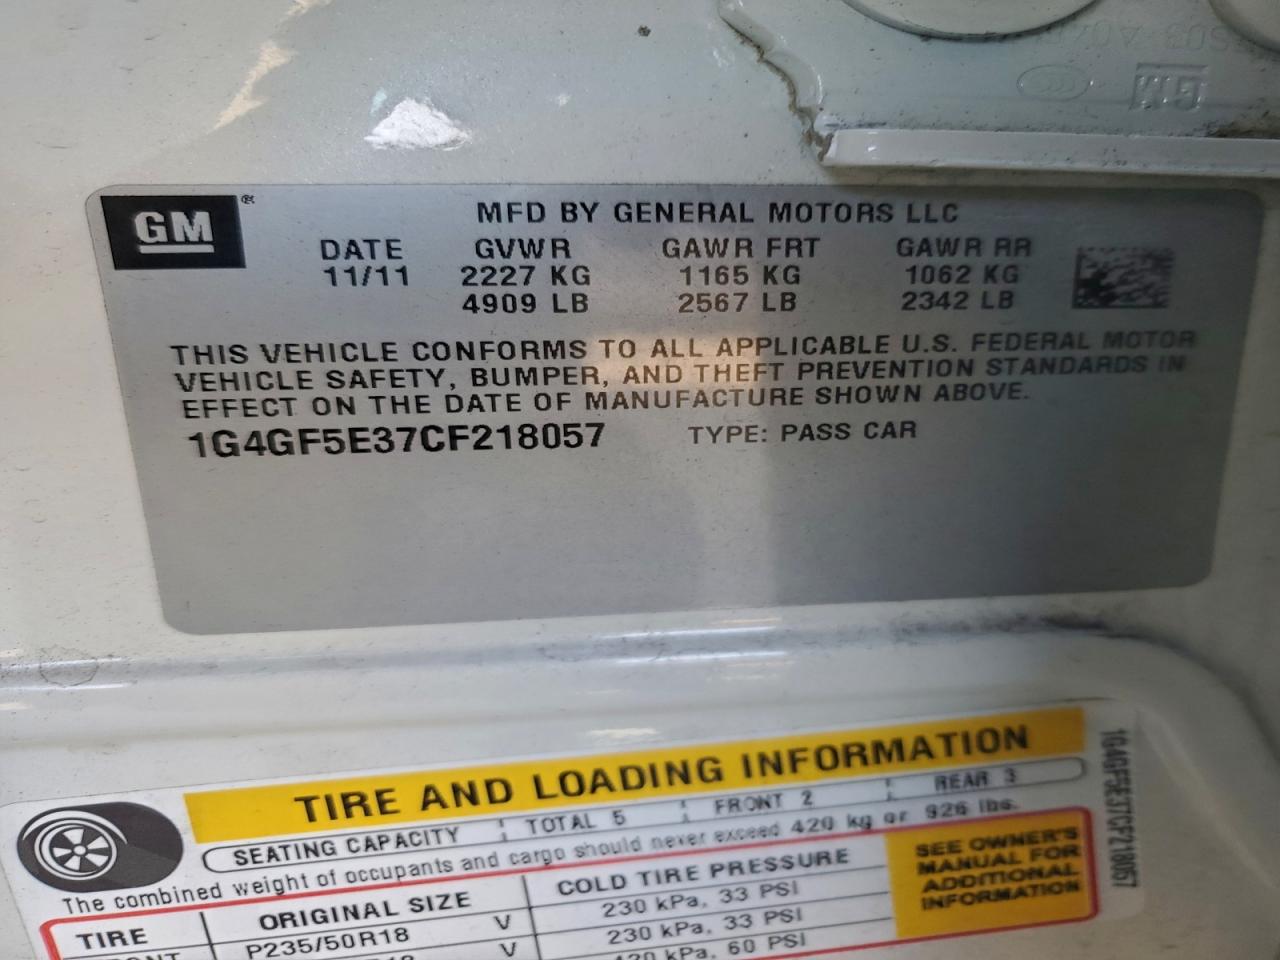 GM
MFD BY GENERAL MOTORS LLC
DATE GVWR GAWR FRT GAWR RR
11/11 2227 KG 1165 KG 1062 KG
4909 LB 2567 LB 2342 LB
THIS VEHICLE CONFORMS TO ALL APPLICABLE U.S. FEDERAL MOTOR
VEHICLE SAFETY, BUMPER, AND THEFT PREVENTION STANDARDS IN
EFFECT ON THE DATE OF MANUFACTURE SHOWN ABOVE.
1G4GF5E37CF218057 TYPE: PASS CAR
TIRE AND LOADING INFORMATION
SEATING CAPACITY TOTAL 5 FRONT 2 REAR 3
The combined weight of occupants and cargo should never exceed 420 kg or 926 lbs.
TIRE ORIGINAL SIZE COLD TIRE PRESSURE
P235/50R18 V 230 kPa, 33 PSI
V 230 kPa, 33 PSI
420 kPa, 60 PSI
SEE OWNER'S
MANUAL FOR
ADDITIONAL
INFORMATION
1G4GF5E37CF218057
GM